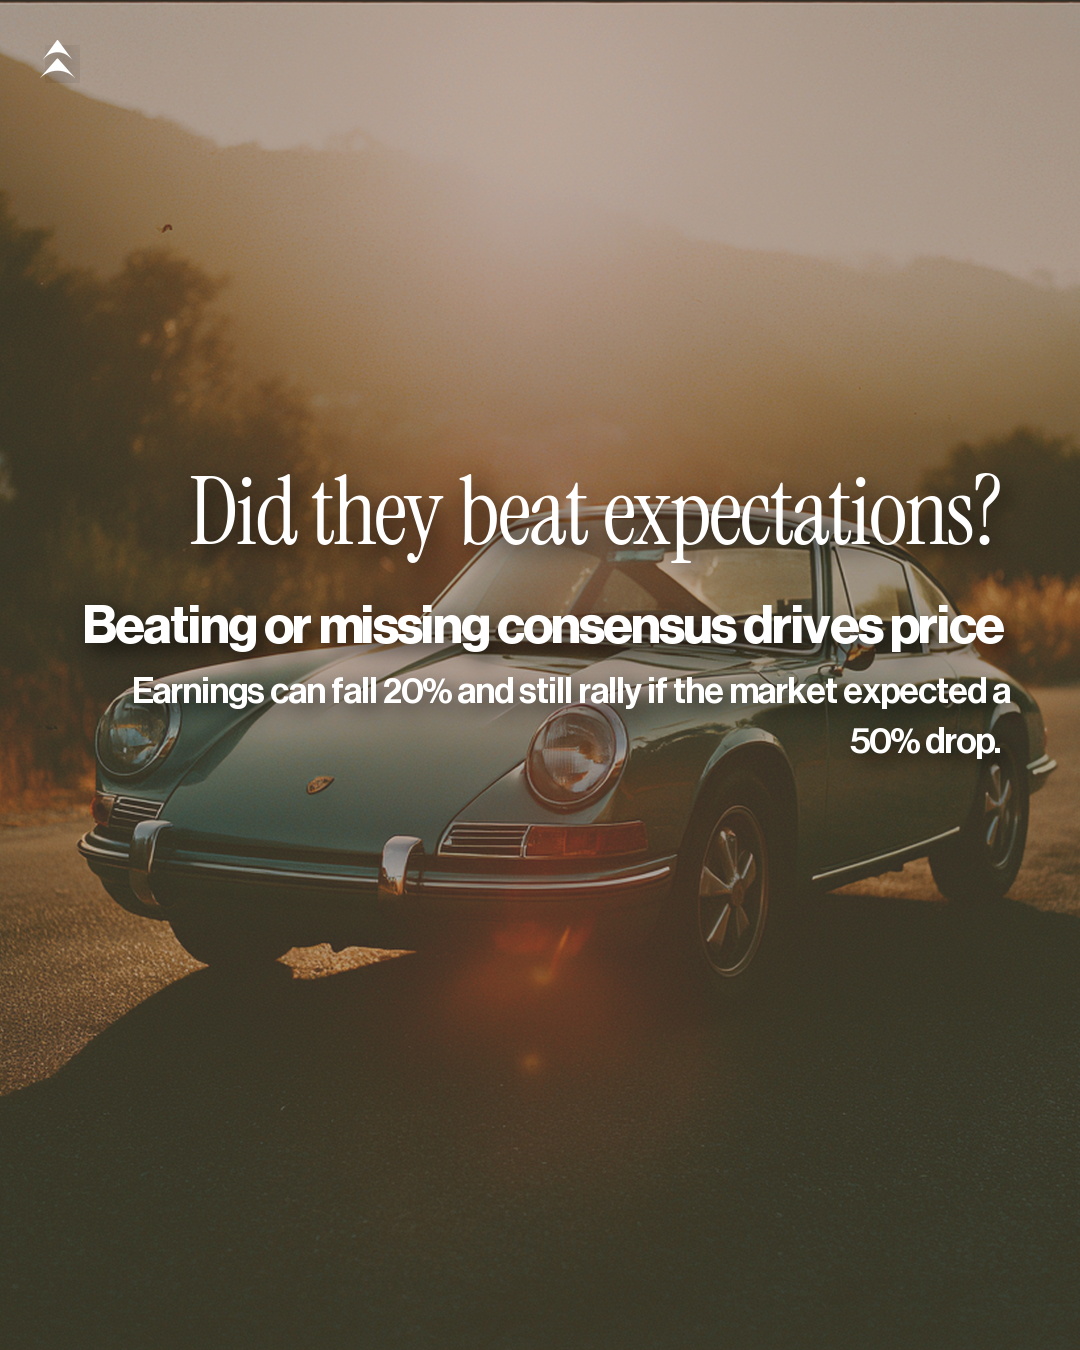 Did they beat expectations?
Beating or missing consensus drives price
Earnings can fall 20% and still rally if the market expected a
50% drop.